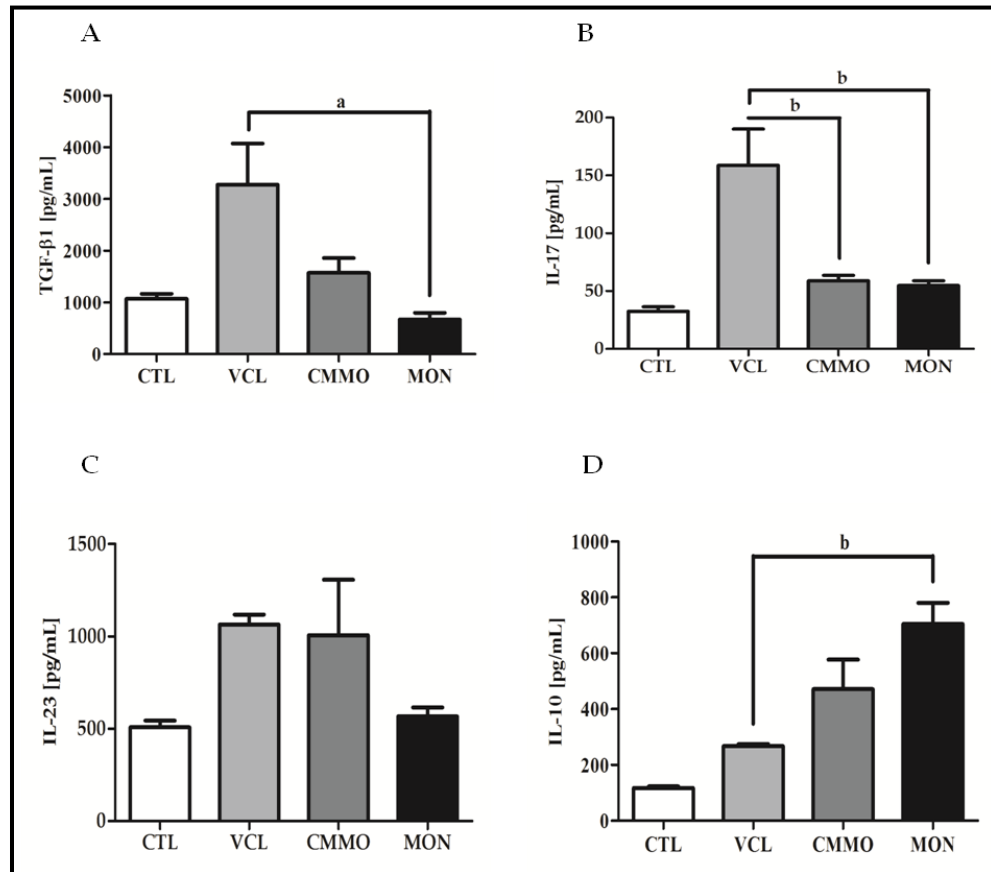 A
TGF-β1 [pg/mL]
5000
4000
3000
2000
1000
0
a
CTL VCL CMMO MON
B
IL-17 [pg/mL]
200
150
100
50
0
b
b
CTL VCL CMMO MON
C
IL-23 [pg/mL]
1500
1000
500
0
CTL VCL CMMO MON
D
IL-10 [pg/mL]
1000
800
600
400
200
0
b
CTL VCL CMMO MON